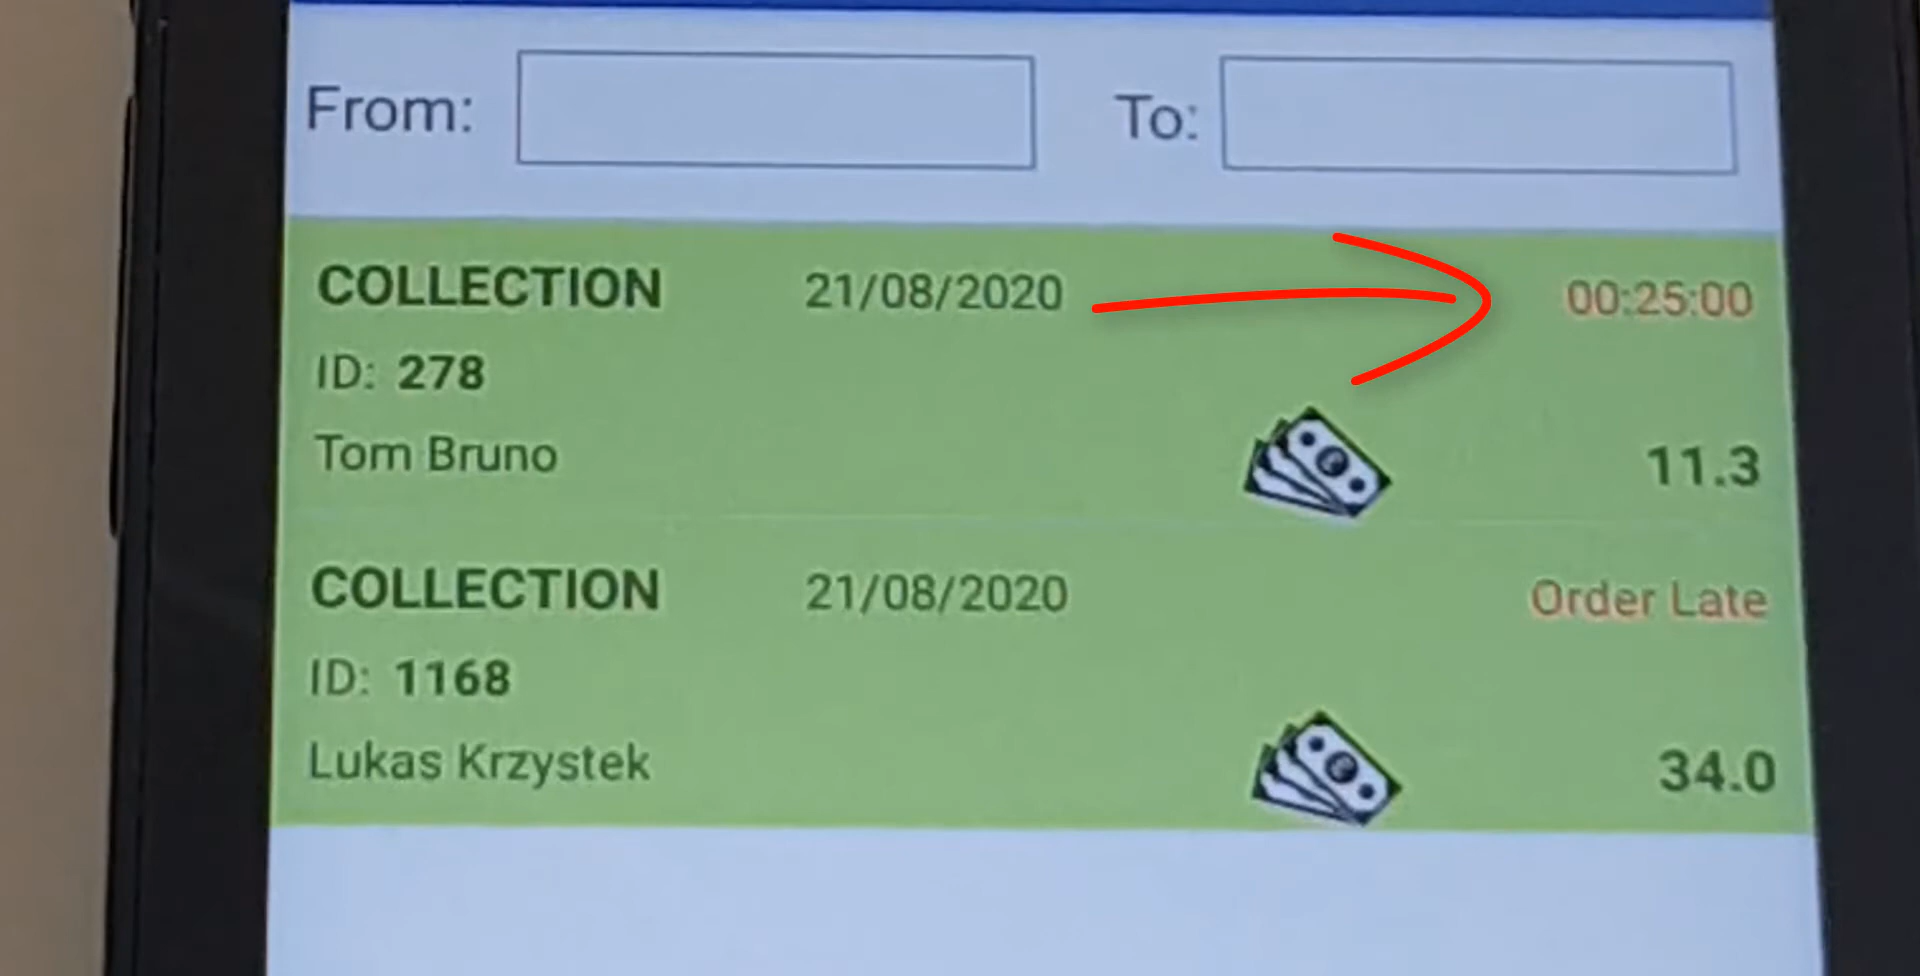 From: To:
COLLECTION 21/08/2020 00:25:00
ID: 278
Tom Bruno 11.3
COLLECTION 21/08/2020 Order Late
ID: 1168
Lukas Krzystek 34.0